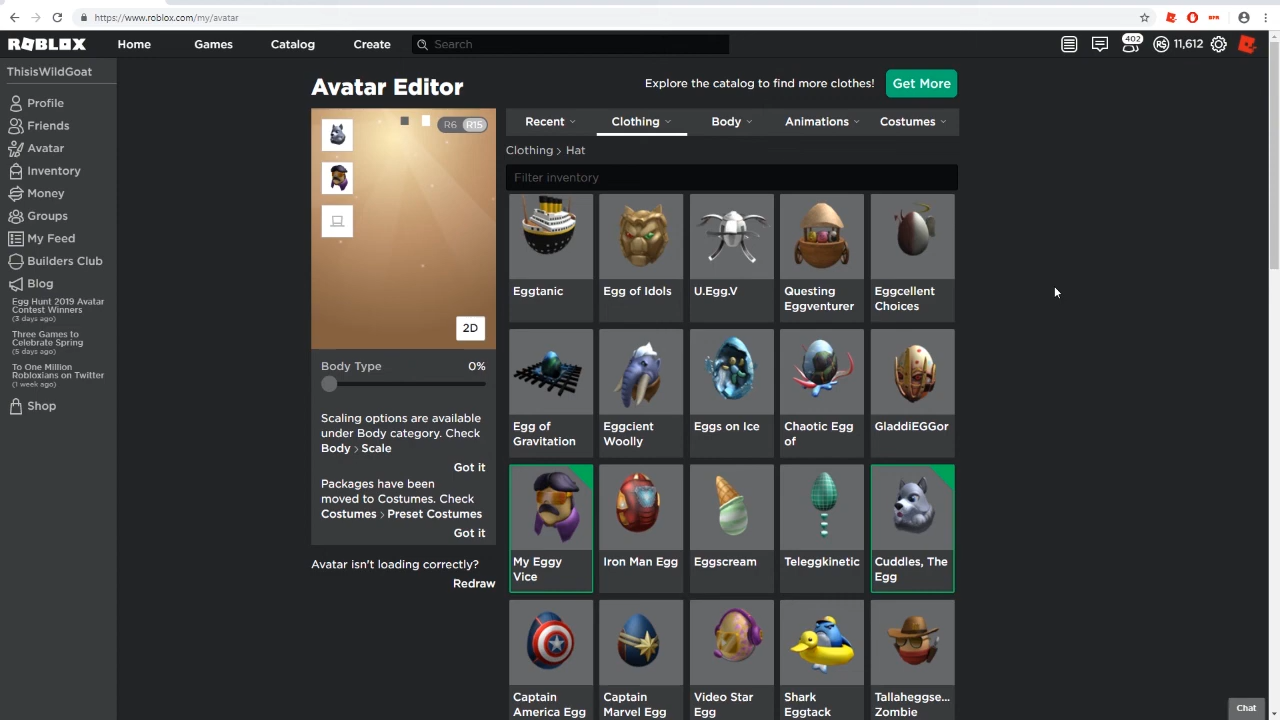 https://www.roblox.com/my/avatar
ROBLOX
Home
Games
Catalog
Create
Search
402
R$ 11,612
ThisisWildGoat
Profile
Friends
Avatar
Inventory
Money
Groups
My Feed
Builders Club
Blog
Egg Hunt 2019 Avatar
Contest Winners
(3 days ago)
Three Games to
Celebrate Spring
(5 days ago)
To One Million
Robloxians on Twitter
(1 week ago)
Shop
Avatar Editor
Explore the catalog to find more clothes!
Get More
R6 R15
2D
Body Type 0%
Scaling options are available
under Body category. Check
Body > Scale
Got it
Packages have been
moved to Costumes. Check
Costumes > Preset Costumes
Got it
Avatar isn't loading correctly?
Redraw
Recent
Clothing
Body
Animations
Costumes
Clothing > Hat
Filter inventory
Eggtanic
Egg of Idols
U.Egg.V
Questing
Eggventurer
Eggcellent
Choices
Egg of
Gravitation
Eggcient
Woolly
Eggs on Ice
Chaotic Egg
of
GladdiEGGor
My Eggy
Vice
Iron Man Egg
Eggscream
Teleggkinetic
Cuddles, The
Egg
Captain
America Egg
Captain
Marvel Egg
Video Star
Egg
Shark
Eggtack
Tallaheggse...
Zombie
Chat